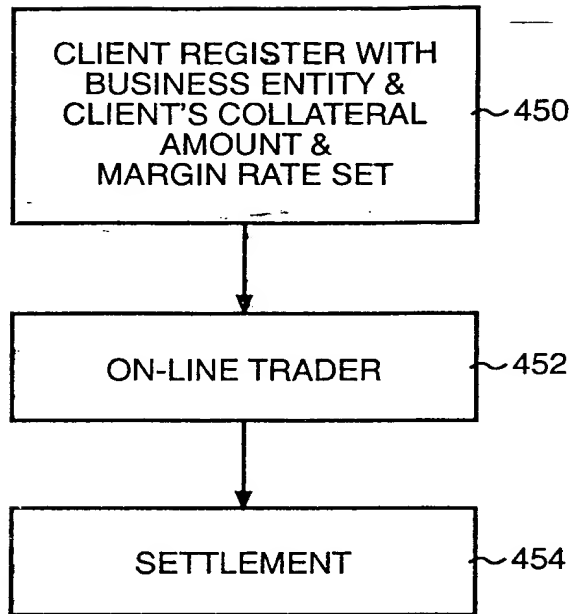 CLIENT REGISTER WITH
BUSINESS ENTITY &
CLIENT'S COLLATERAL
AMOUNT &
MARGIN RATE SET
450
ON-LINE TRADER
452
SETTLEMENT
454